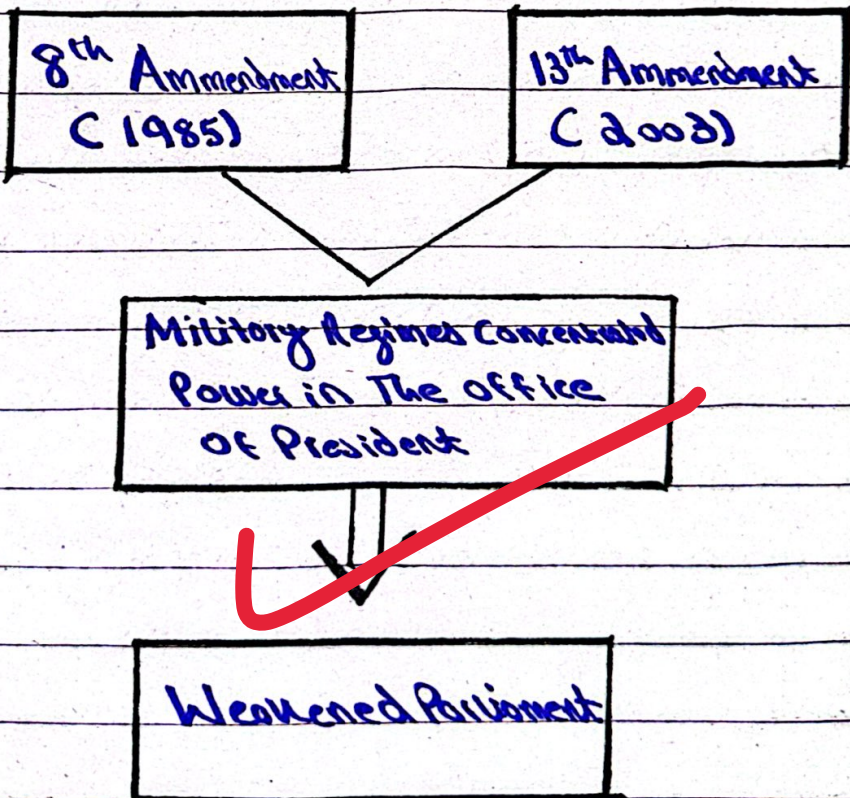 8th Ammendment
(1985)
13th Ammendment
(2003)
Military Regimes Concentrated
Power in The office
of President
Weakened Parliament